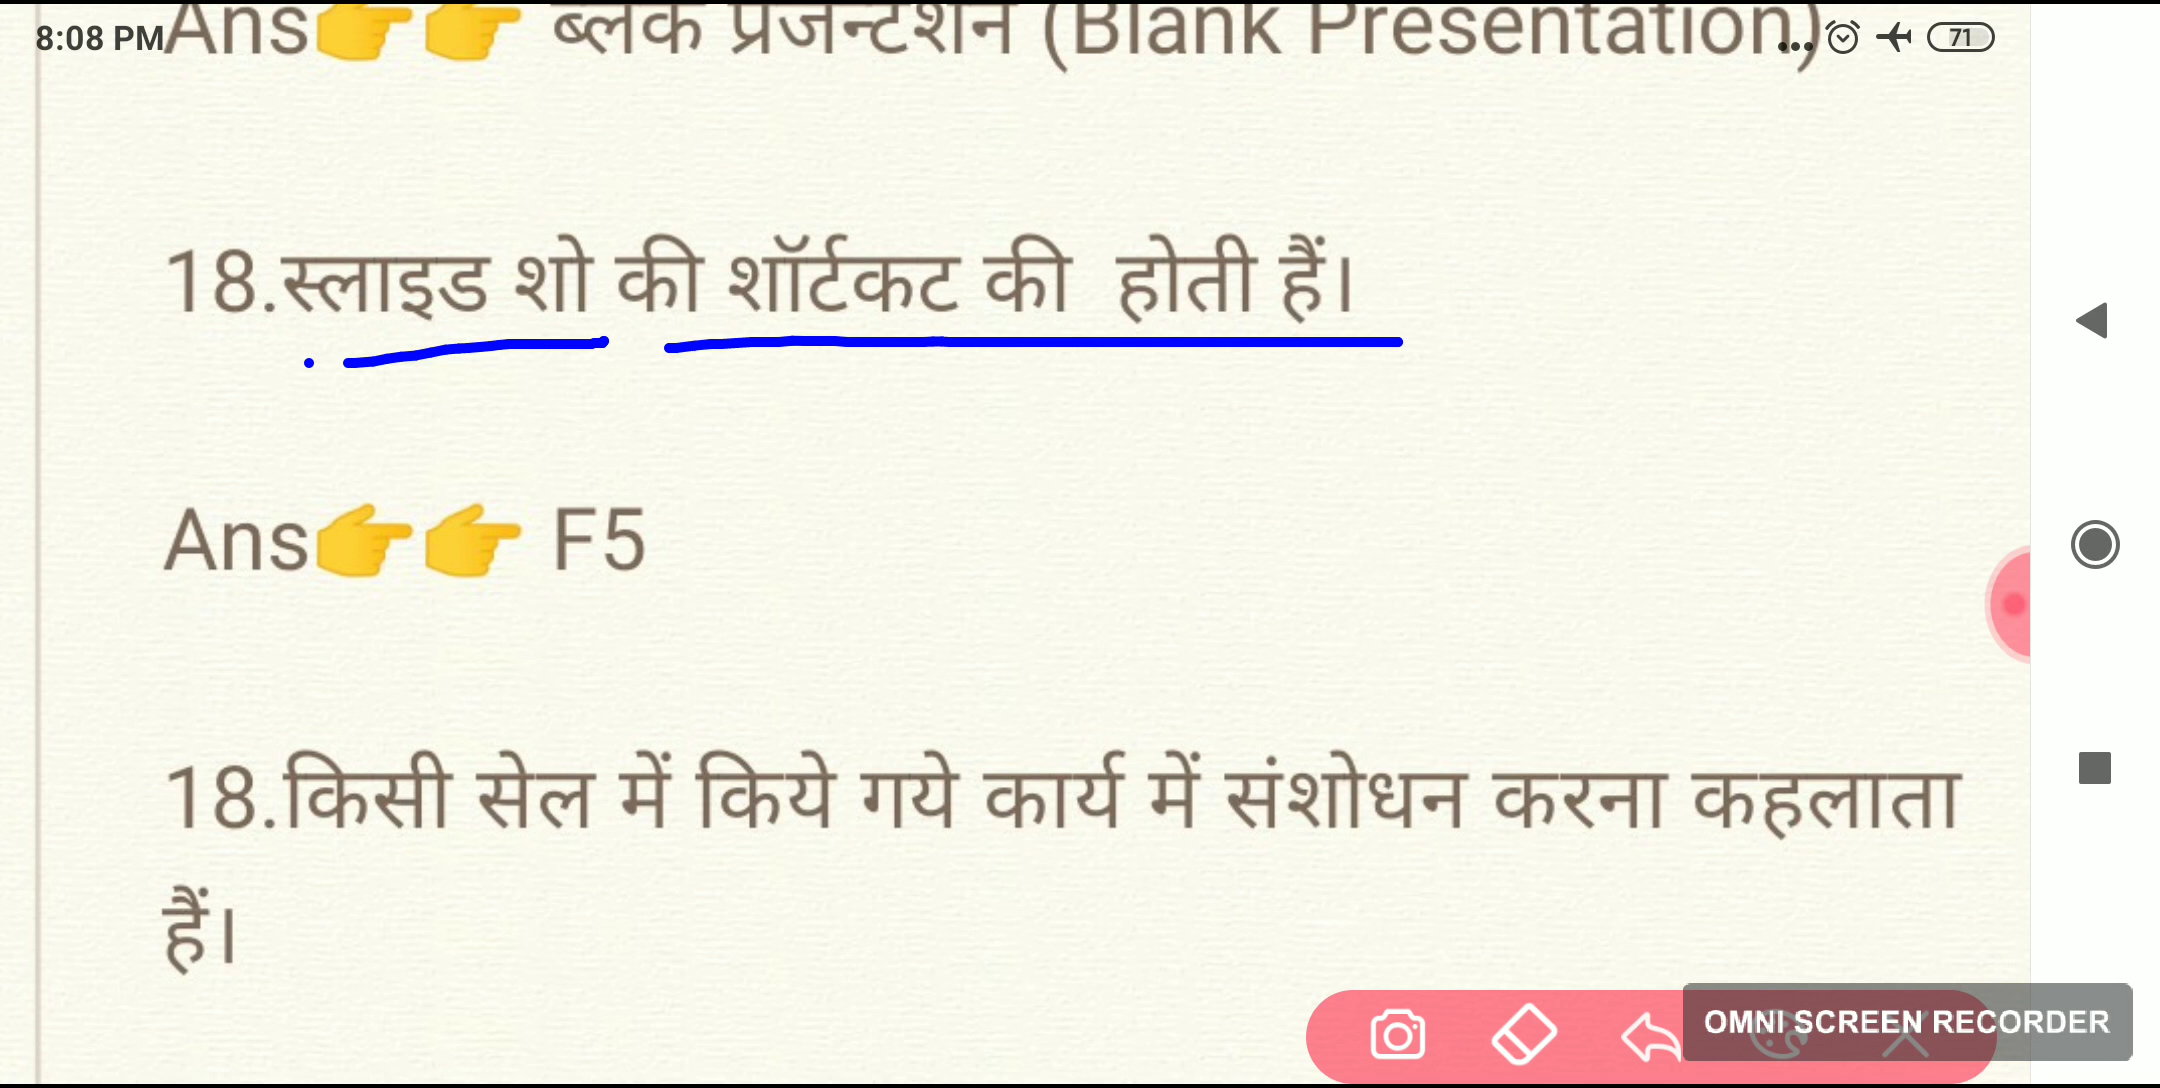 8:08 PM
71
Ans👉👉 ब्लैंक प्रेजेन्टेशन (Blank Presentation)
18.स्लाइड शो की शॉर्टकट की होती हैं।
Ans👉👉 F5
18.किसी सेल में किये गये कार्य में संशोधन करना कहलाता
हैं।
OMNI SCREEN RECORDER